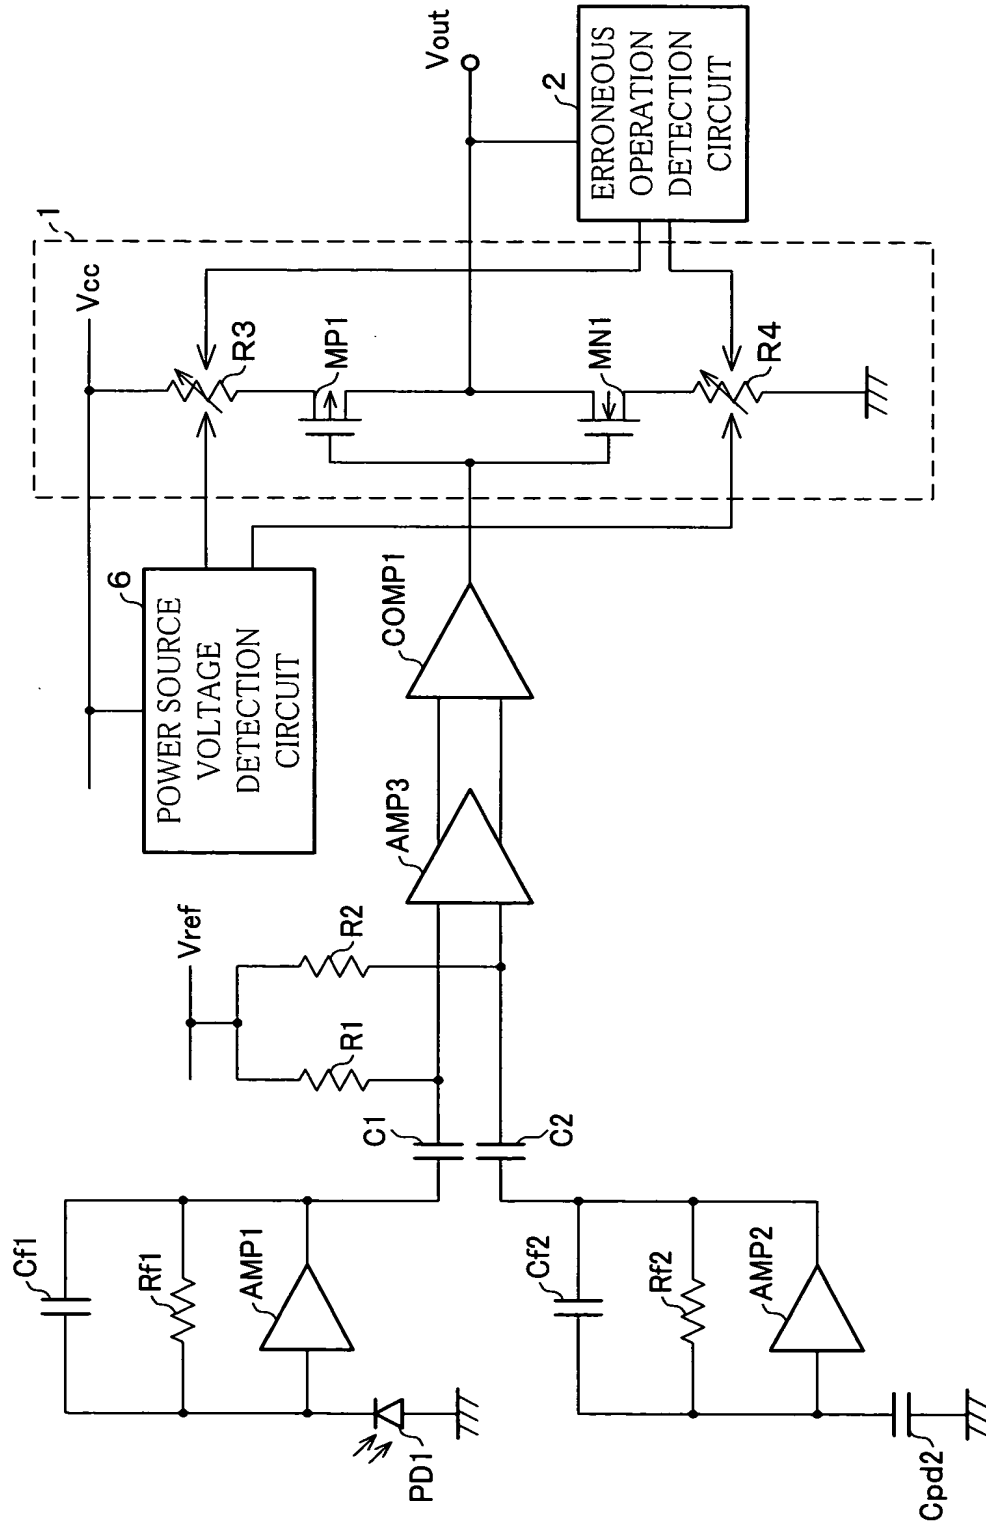 Cf1
Rf1
AMP1
PD1
Cf2
Rf2
AMP2
Cpd2
C1
C2
Vref
R1
R2
AMP3
COMP1
6
POWER SOURCE
VOLTAGE
DETECTION
CIRCUIT
Vcc
1
R3
MP1
MN1
R4
Vout
2
ERRONEOUS
OPERATION
DETECTION
CIRCUIT